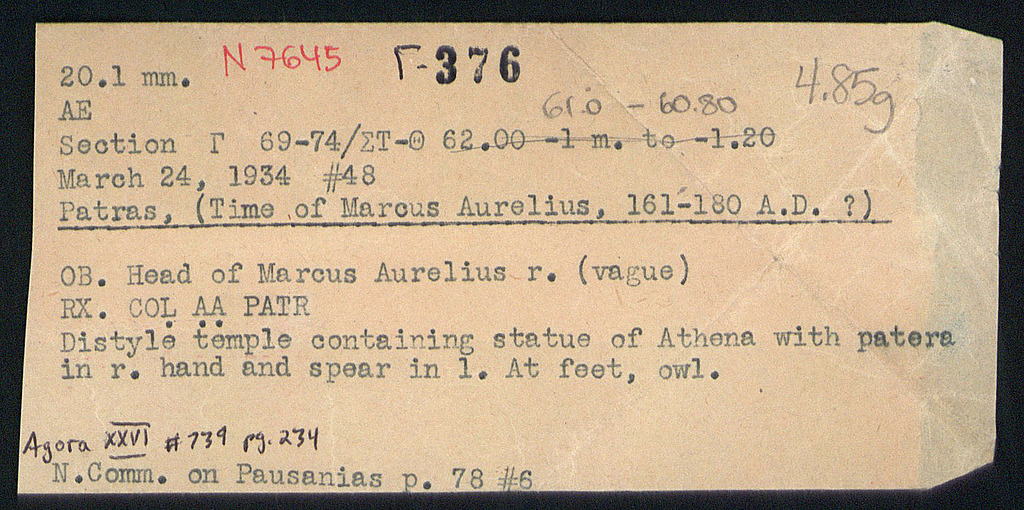 N 7645 Γ-376
20.1 mm. 4.85g
AE 61.0 - 60.80
Section Γ 69-74/ΣΤ-Θ 62.00 -1 m. to -1.20
March 24, 1934 #48
Patras, (Time of Marcus Aurelius, 161-180 A.D. ?)
OB. Head of Marcus Aurelius r. (vague)
RX. COL ẠẠ PATR
Distyle temple containing statue of Athena with patera
in r. hand and spear in l. At feet, owl.
Agora XXVI #739 pg. 234
N.Comm. on Pausanias p. 78 #6